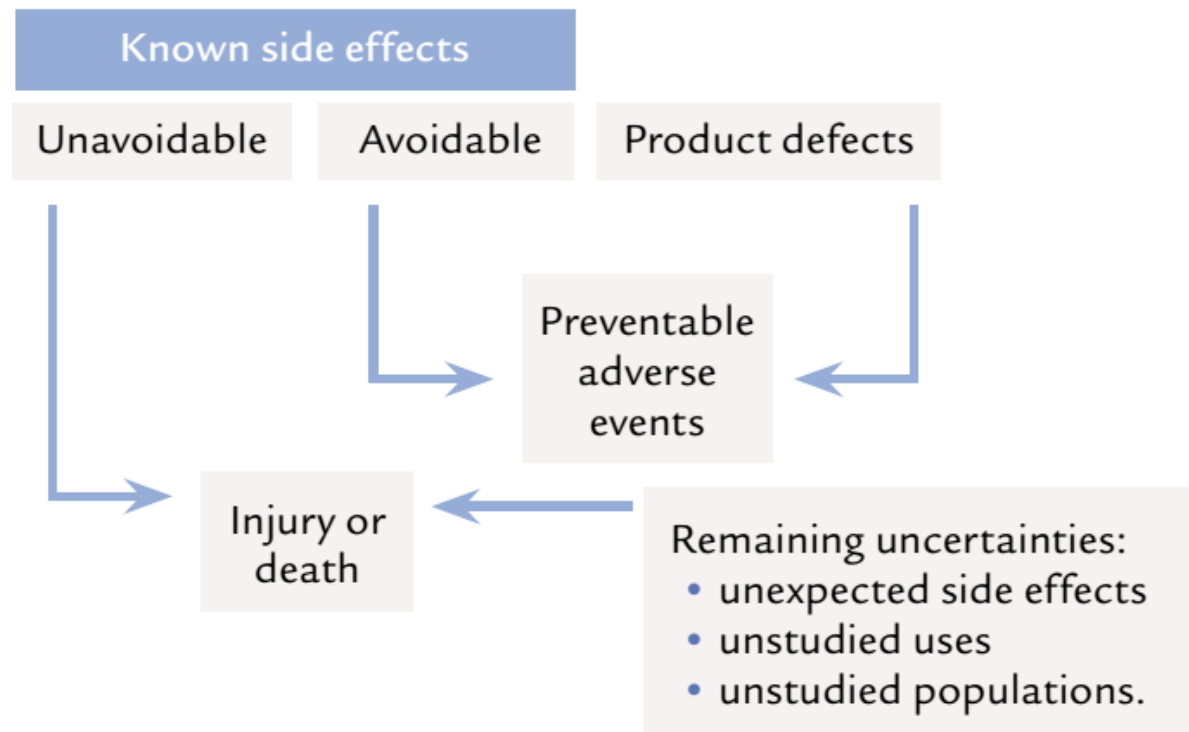 Known side effects
Unavoidable
Avoidable
Product defects
Preventable
adverse
events
Injury or
death
Remaining uncertainties:
• unexpected side effects
• unstudied uses
• unstudied populations.